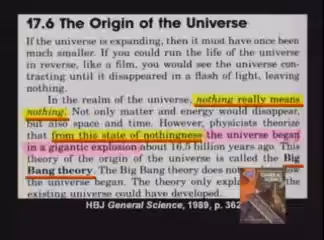 17.6 The Origin of the Universe
If the universe is expanding, then it must have once been
much smaller. If you could run the life of the universe
in reverse, like a film, you would see the universe con-
tracting until it disappeared in a flash of light, leaving
nothing.
In the realm of the universe, nothing really means
nothing. Not only matter and energy would disappear,
but also space and time. However, physicists theorize
that from this state of nothingness the universe began
in a gigantic explosion about 16.5 billion years ago. This
theory of the origin of the universe is called the Big
Bang theory. The Big Bang theory does not
the universe began. The theory only
existing universe could have developed.
HBJ General Science, 1989, p. 362